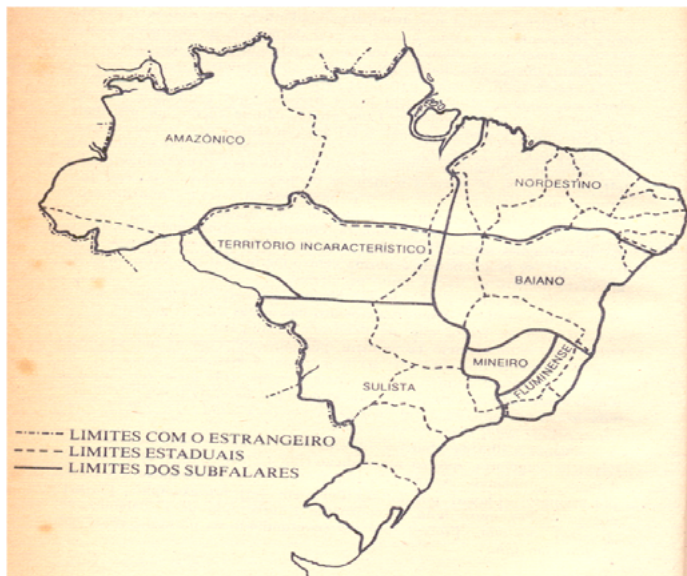 AMAZÔNICO
NORDESTINO
TERRITÓRIO INCARACTERÍSTICO
BAIANO
MINEIRO
FLUMINENSE
SULISTA
LIMITES COM O ESTRANGEIRO
LIMITES ESTADUAIS
LIMITES DOS SUBFALARES